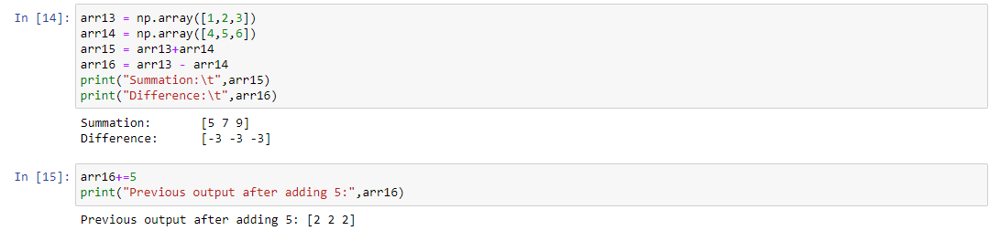 In [14]: arr13 = np.array([1,2,3])
arr14 = np.array([4,5,6])
arr15 = arr13+arr14
arr16 = arr13 - arr14
print("Summation:\t",arr15)
print("Difference:\t",arr16)
Summation:       [5 7 9]
Difference:      [-3 -3 -3]
In [15]: arr16+=5
print("Previous output after adding 5:",arr16)
Previous output after adding 5: [2 2 2]